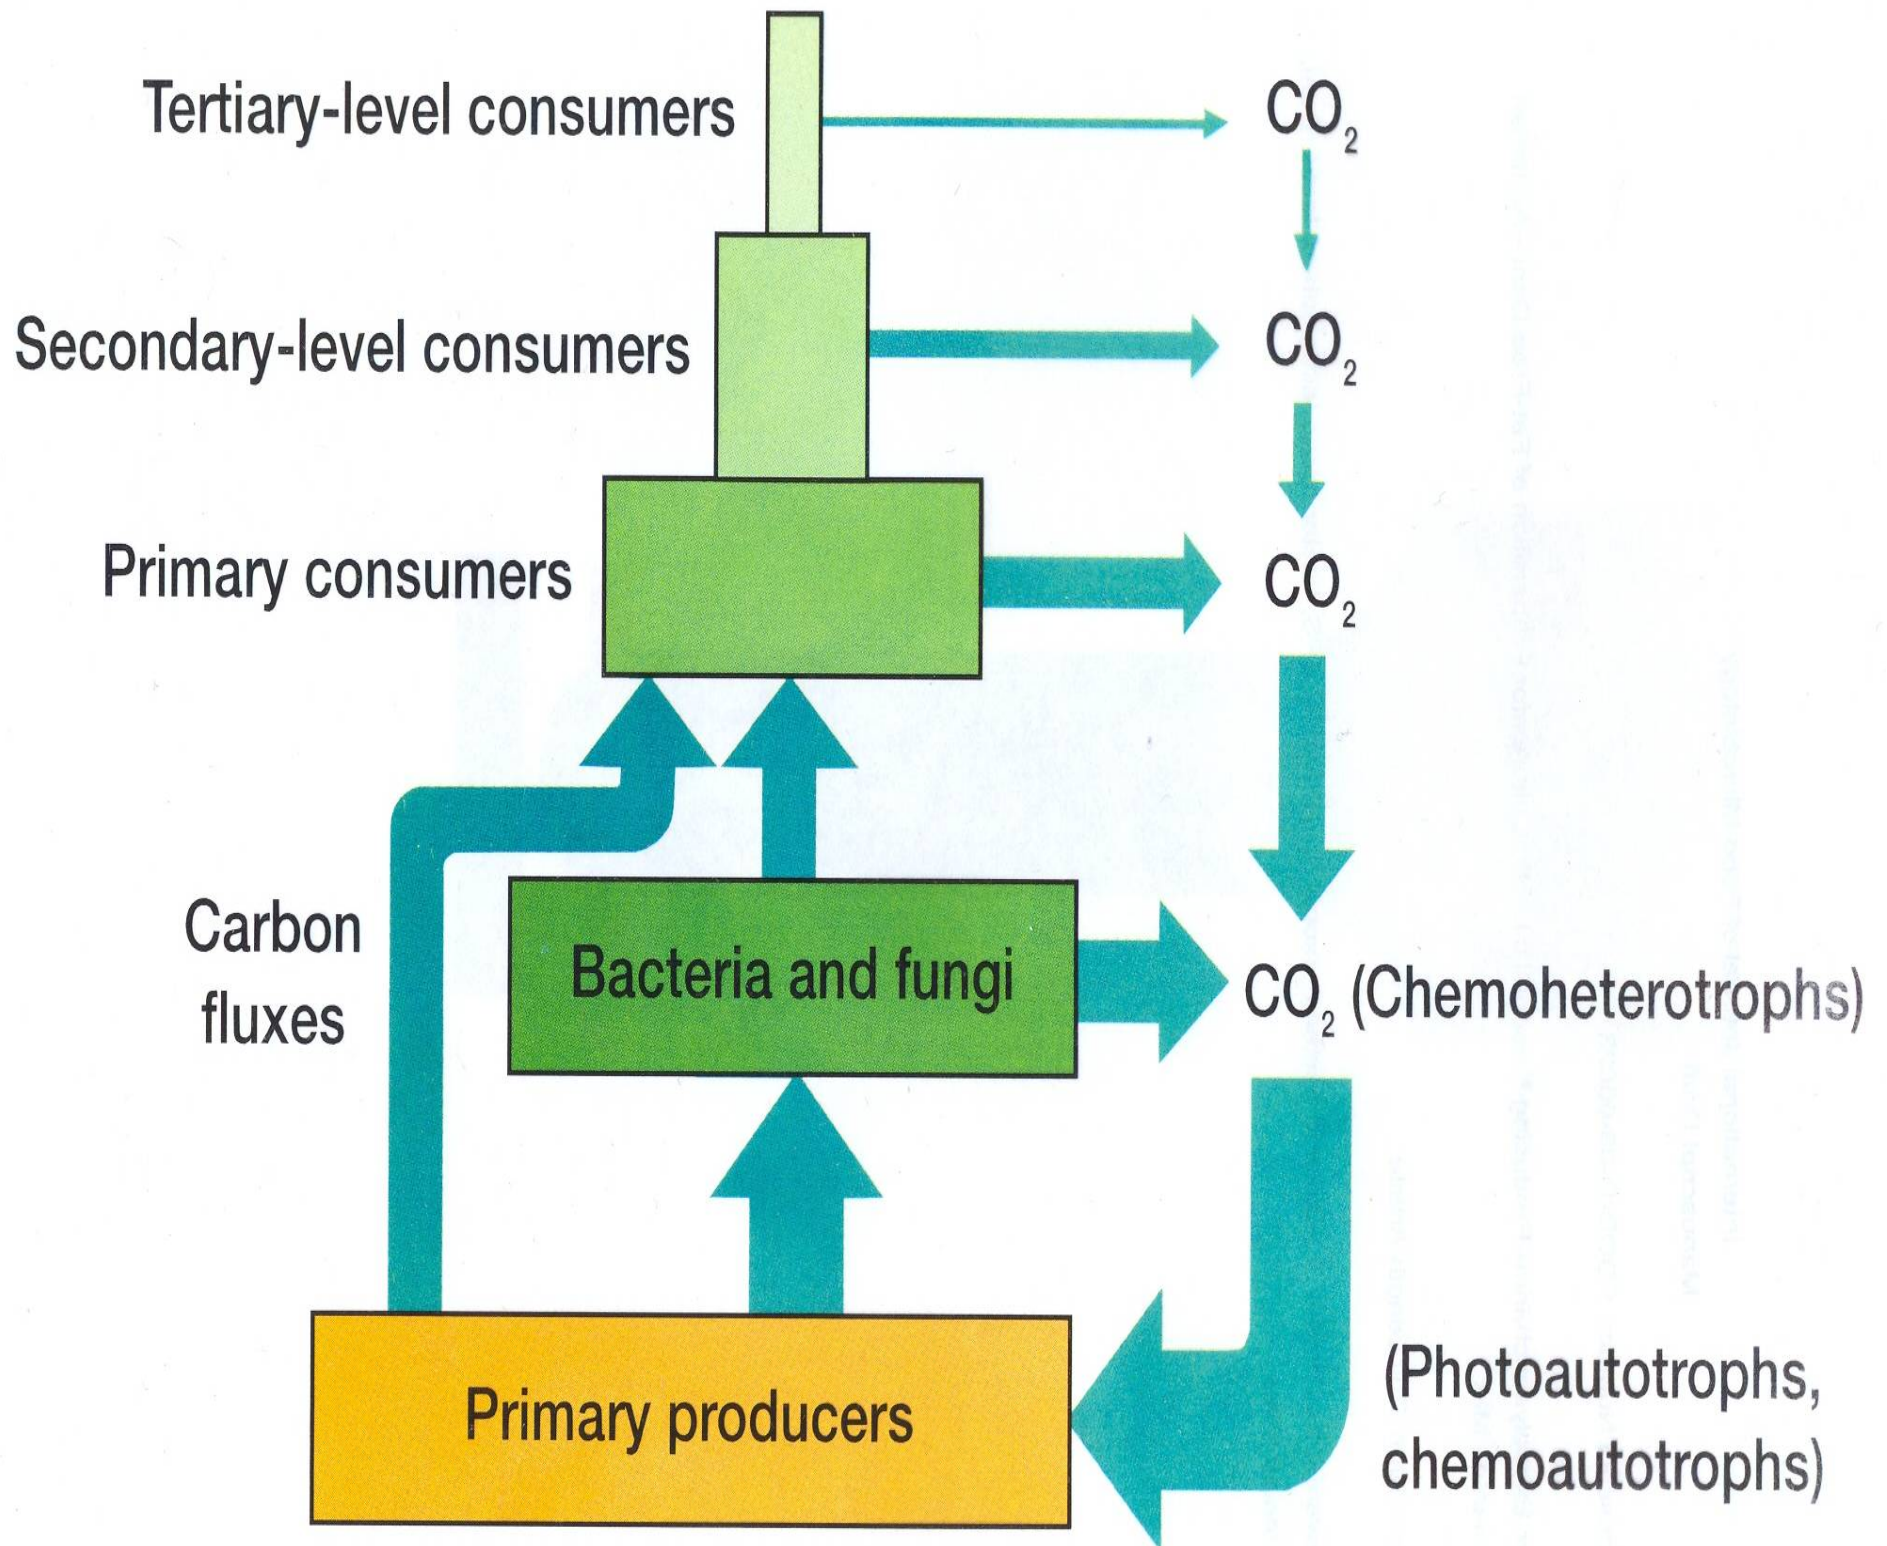 Tertiary-level consumers
CO2
Secondary-level consumers
CO2
Primary consumers
CO2
Carbon
fluxes
Bacteria and fungi
CO2 (Chemoheterotrophs)
Primary producers
(Photoautotrophs,
chemoautotrophs)